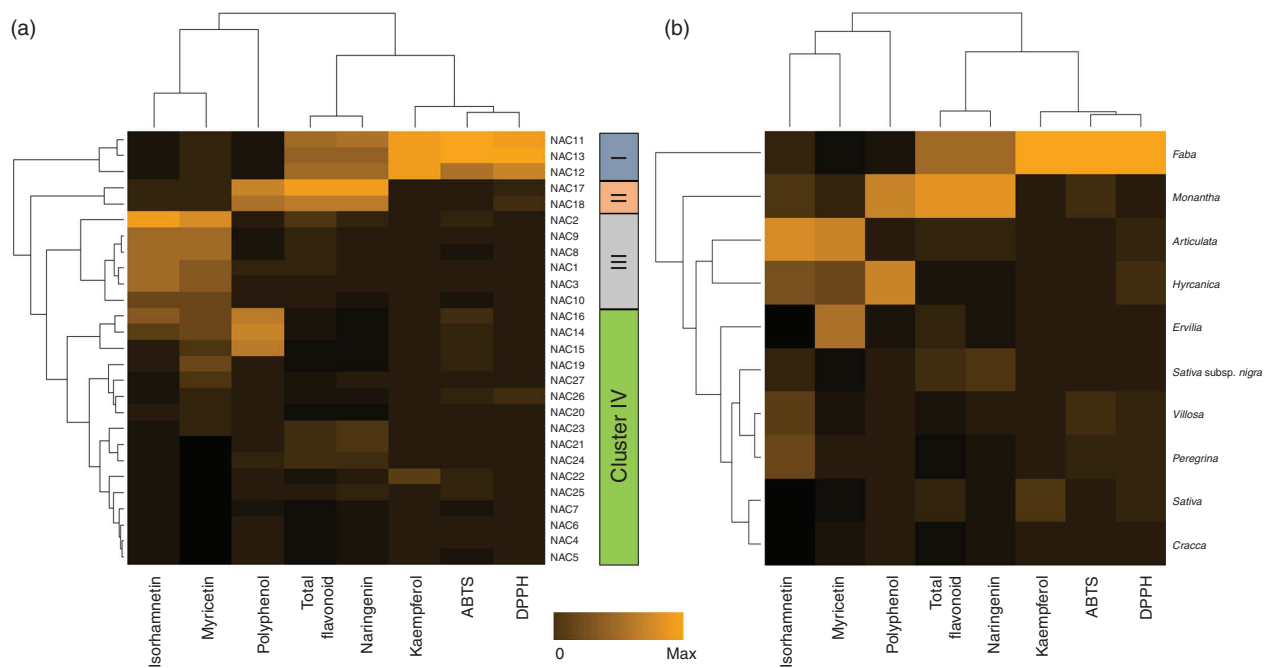 (a)
NAC11
NAC13
NAC12
NAC17
NAC18
NAC2
NAC9
NAC8
NAC1
NAC3
NAC10
NAC16
NAC14
NAC15
NAC19
NAC27
NAC26
NAC20
NAC23
NAC21
NAC24
NAC22
NAC25
NAC7
NAC6
NAC4
NAC5
I
II
III
Cluster IV
Isorhamnetin
Myricetin
Polyphenol
Total
flavonoid
Naringenin
Kaempferol
ABTS
DPPH
0 Max
(b)
Faba
Monantha
Articulata
Hyrcanica
Ervilia
Sativa subsp. nigra
Villosa
Peregrina
Sativa
Cracca
Isorhamnetin
Myricetin
Polyphenol
Total
flavonoid
Naringenin
Kaempferol
ABTS
DPPH